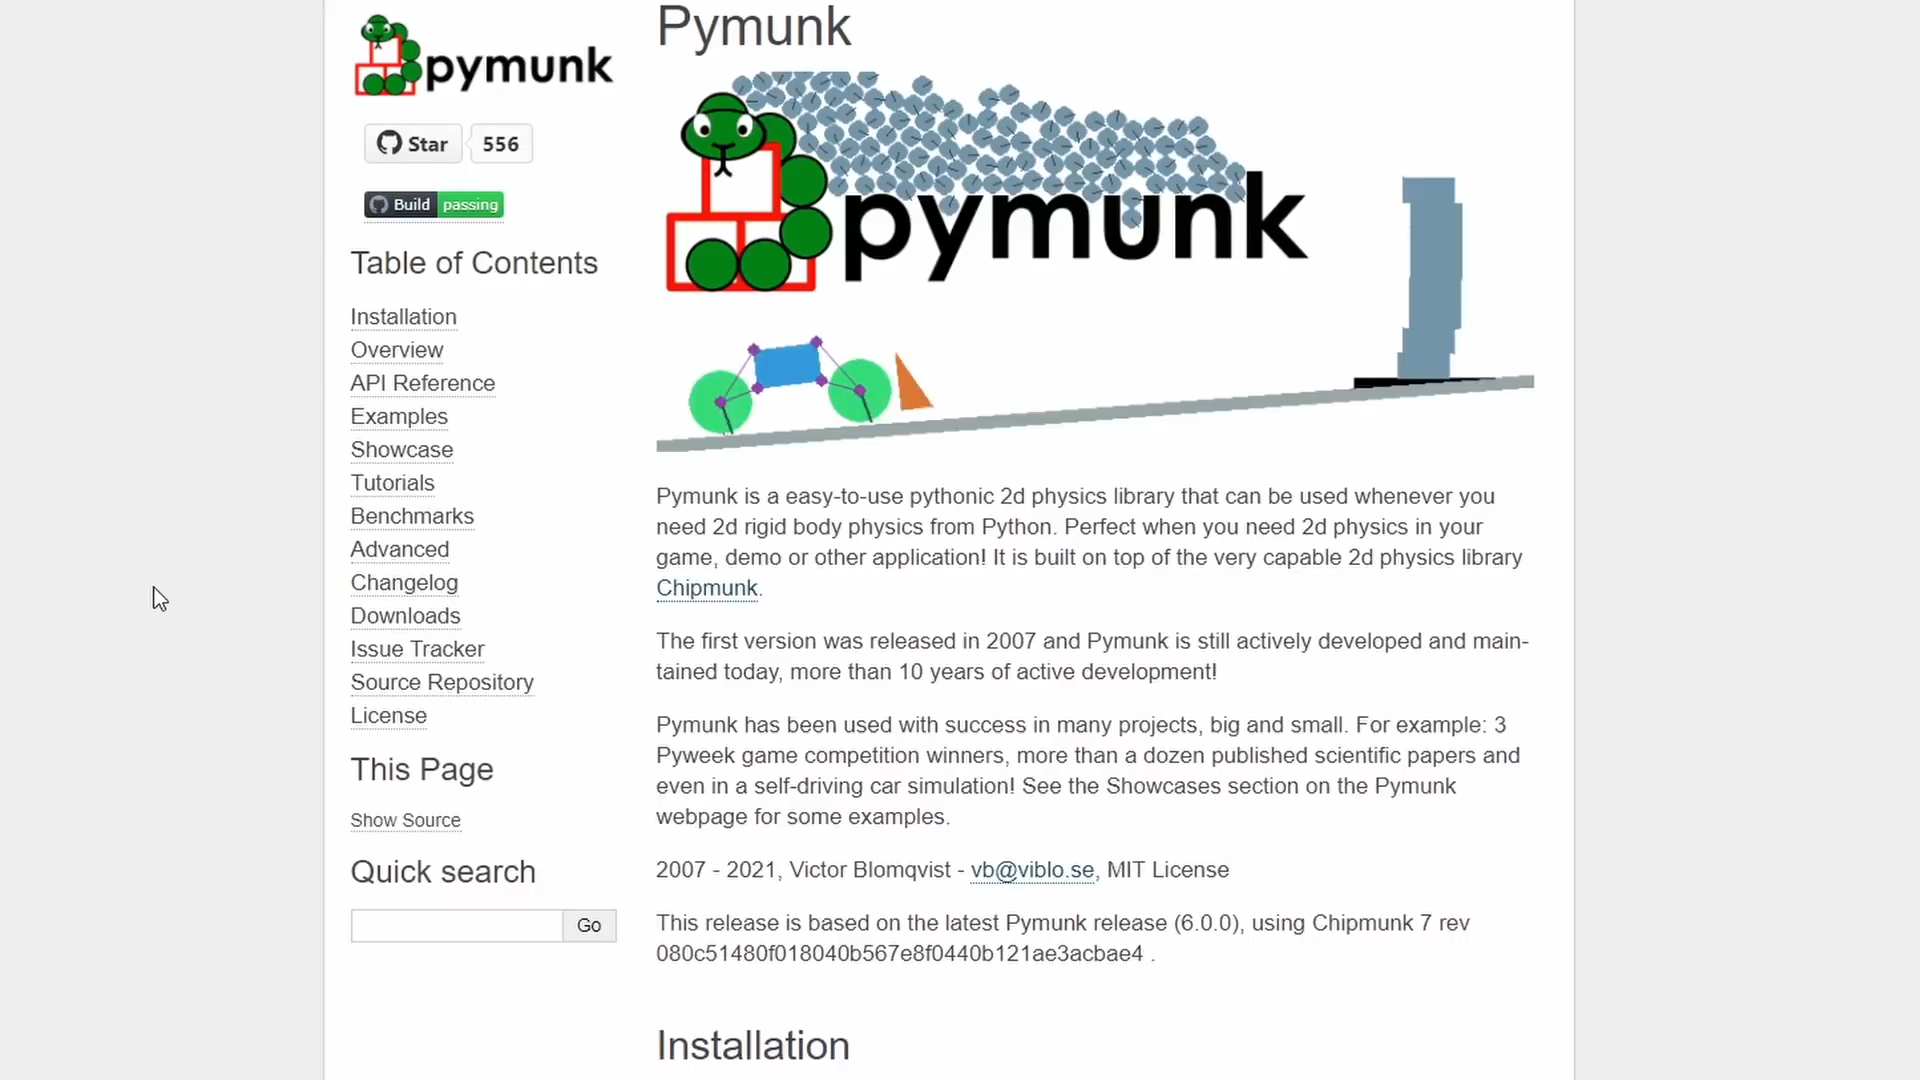 pymunk
Star 556
Build passing
Table of Contents
Installation
Overview
API Reference
Examples
Showcase
Tutorials
Benchmarks
Advanced
Changelog
Downloads
Issue Tracker
Source Repository
License
This Page
Show Source
Quick search
Go
Pymunk
pymunk
Pymunk is a easy-to-use pythonic 2d physics library that can be used whenever you
need 2d rigid body physics from Python. Perfect when you need 2d physics in your
game, demo or other application! It is built on top of the very capable 2d physics library
Chipmunk.
The first version was released in 2007 and Pymunk is still actively developed and main-
tained today, more than 10 years of active development!
Pymunk has been used with success in many projects, big and small. For example: 3
Pyweek game competition winners, more than a dozen published scientific papers and
even in a self-driving car simulation! See the Showcases section on the Pymunk
webpage for some examples.
2007 - 2021, Victor Blomqvist - vb@viblo.se, MIT License
This release is based on the latest Pymunk release (6.0.0), using Chipmunk 7 rev
080c51480f018040b567e8f0440b121ae3acbae4 .
Installation